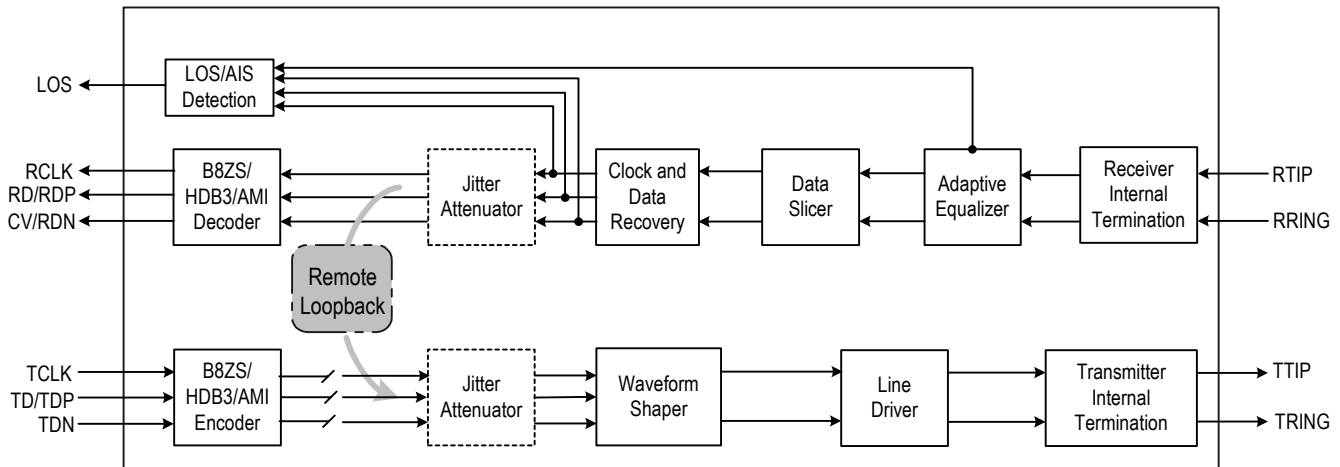 LOS
LOS/AIS
Detection
RCLK
RD/RDP
CV/RDN
B8ZS/
HDB3/AMI
Decoder
Jitter
Attenuator
Clock and
Data
Recovery
Data
Slicer
Adaptive
Equalizer
Receiver
Internal
Termination
RTIP
RRING
Remote
Loopback
TCLK
TD/TDP
TDN
B8ZS/
HDB3/AMI
Encoder
Jitter
Attenuator
Waveform
Shaper
Line
Driver
Transmitter
Internal
Termination
TTIP
TRING